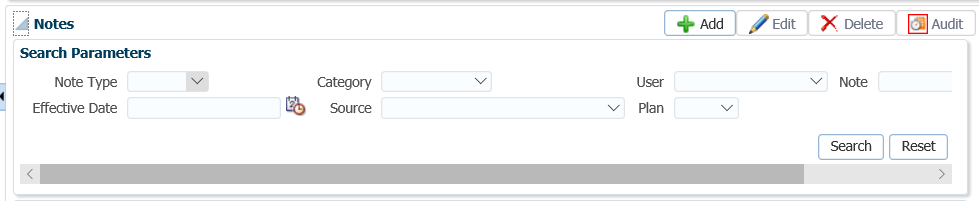 Notes Add Edit Delete Audit
Search Parameters
Note Type Category User Note
Effective Date Source Plan
Search Reset